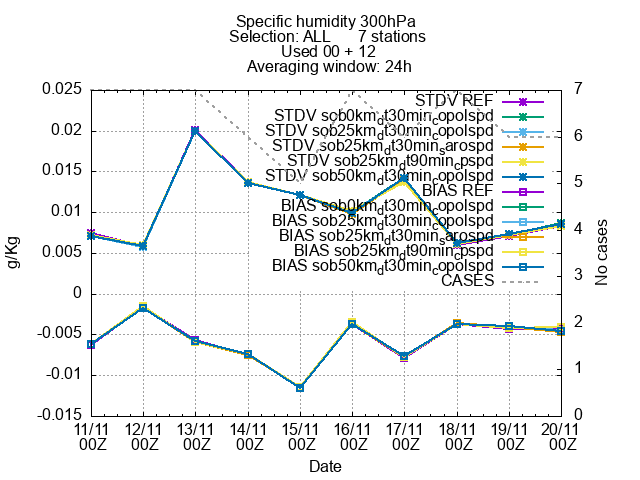 Specific humidity 300hPa
Selection: ALL 7 stations
Used 00 + 12
Averaging window: 24h
0.025
0.02
0.015
0.01
0.005
0
-0.005
-0.01
-0.015
g/Kg
STDV REF
STDV sob0km_dt30min_copolspd
STDV sob25km_dt30min_copolspd
STDV sob25km_dt30min_sarospd
STDV sob25km_dt90min_cpspd
STDV sob50km_dt30min_copolspd
BIAS REF
BIAS sob0km_dt30min_copolspd
BIAS sob25km_dt30min_copolspd
BIAS sob25km_dt30min_sarospd
BIAS sob25km_dt90min_cpspd
BIAS sob50km_dt30min_copolspd
CASES
7
6
5
4
3
2
1
0
No cases
11/11 12/11 13/11 14/11 15/11 16/11 17/11 18/11 19/11 20/11
00Z 00Z 00Z 00Z 00Z 00Z 00Z 00Z 00Z 00Z
Date